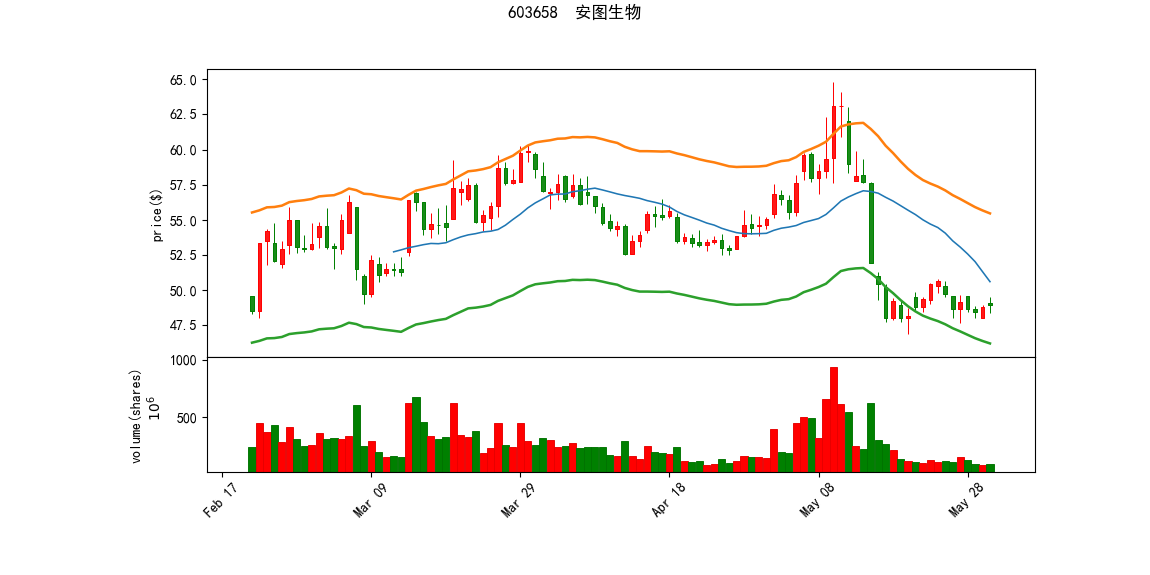 603658 安图生物
65.0
62.5
60.0
57.5
55.0
52.5
50.0
47.5
price($)
1000
500
volume(shares)
10^6
Feb 17
Mar 09
Mar 29
Apr 18
May 08
May 28